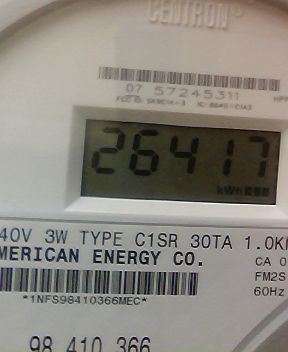 CENTRON®
07 57245311
26417
kWh
40V 3W TYPE C1SR 30TA 1.0K
MERICAN ENERGY CO.
CA 0
FM2S
*1NFS98410366MEC*
60Hz
98 410 366